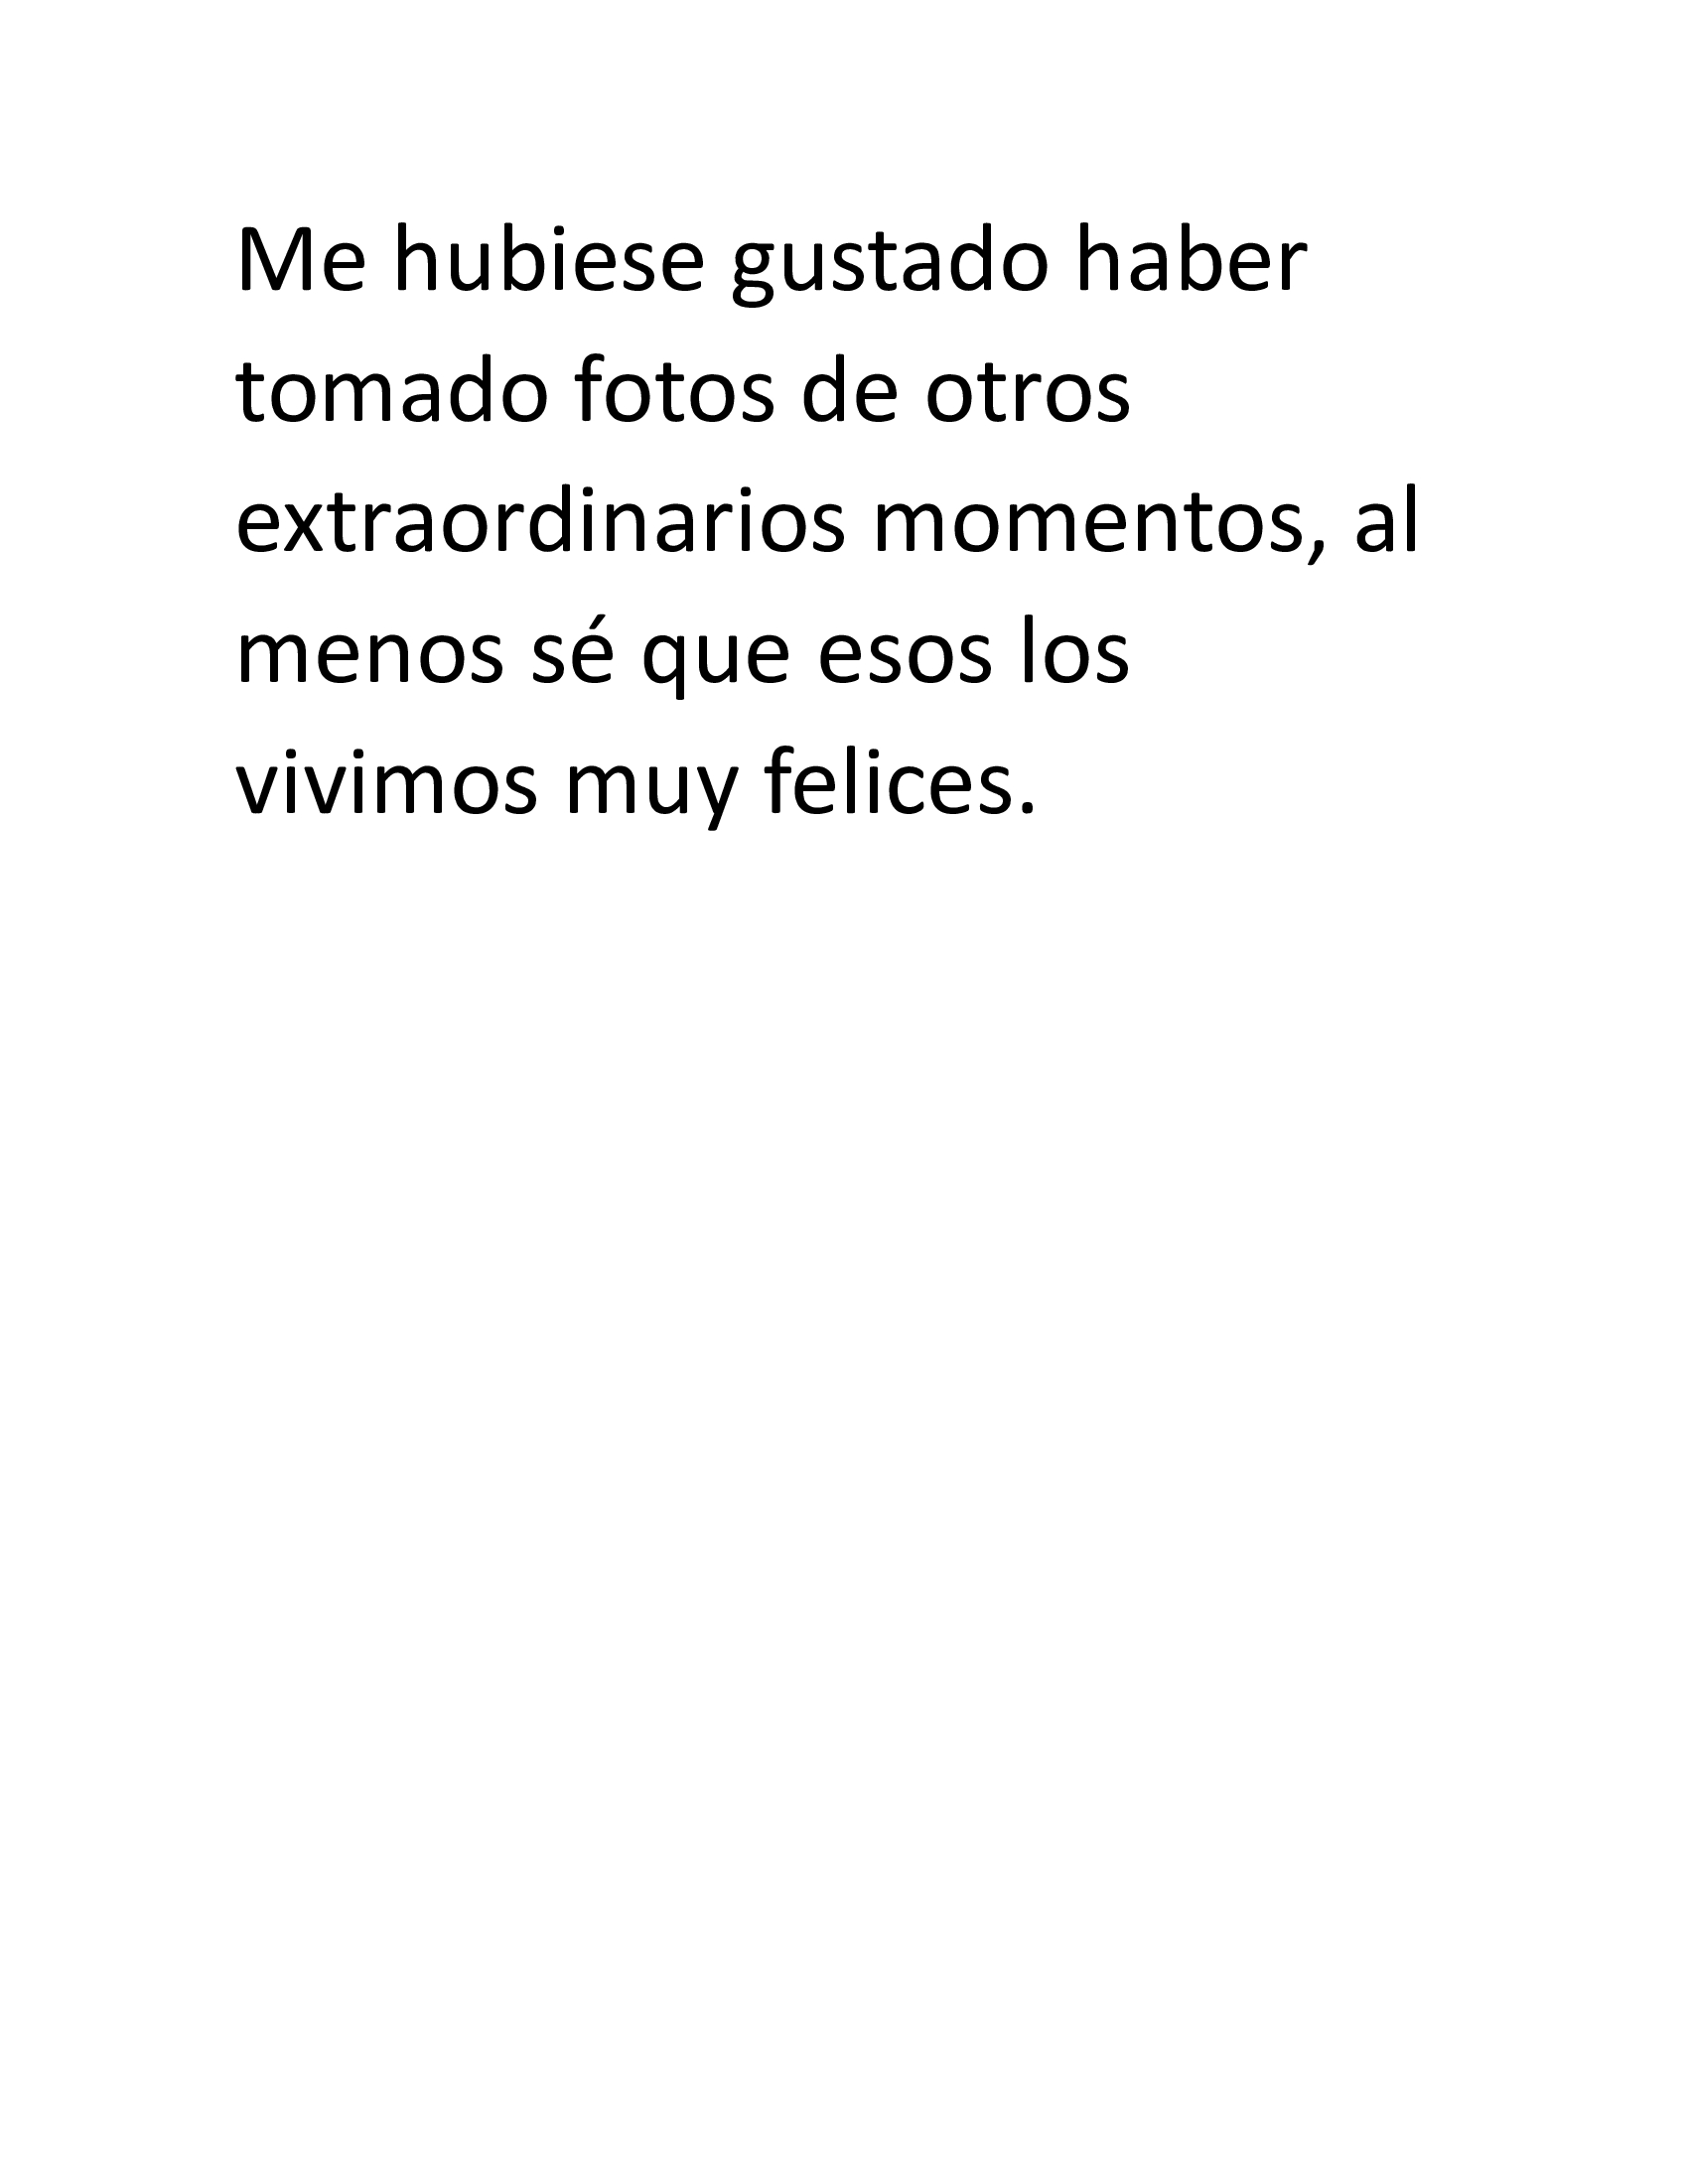 Me hubiese gustado haber
tomado fotos de otros
extraordinarios momentos, al
menos sé que esos los
vivimos muy felices.